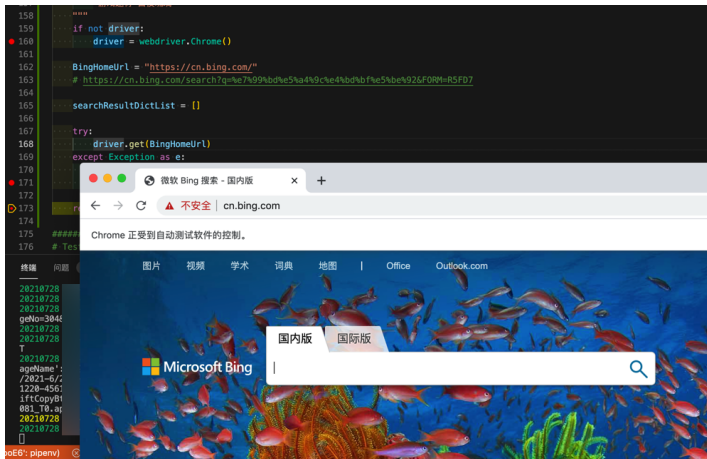 158 """
159 if not driver:
160 driver = webdriver.Chrome()
161
162 BingHomeUrl = "https://cn.bing.com/"
163 # https://cn.bing.com/search?q=%e7%99%bd%e5%a4%9c%e4%bd%bf%e5%be%92&FORM=R5FD7
164
165 searchResultDictList = []
166
167 try:
168 driver.get(BingHomeUrl)
169 except Exception as e:
170
171
172
173 re
174
175 #####
176 # Tes
微软 Bing 搜索 - 国内版
不安全 | cn.bing.com
Chrome 正受到自动测试软件的控制。
图片 视频 学术 词典 地图 | Office Outlook.com
国内版 国际版
Microsoft Bing
终端 问题
20210728
20210728
20210728
geNo=304&
20210728
20210728
T
20210728
ageName':
/2021-6/2
1220-4561
iftCopyBt
081_T0.ap
20210728
20210728
poE6': pipenv)